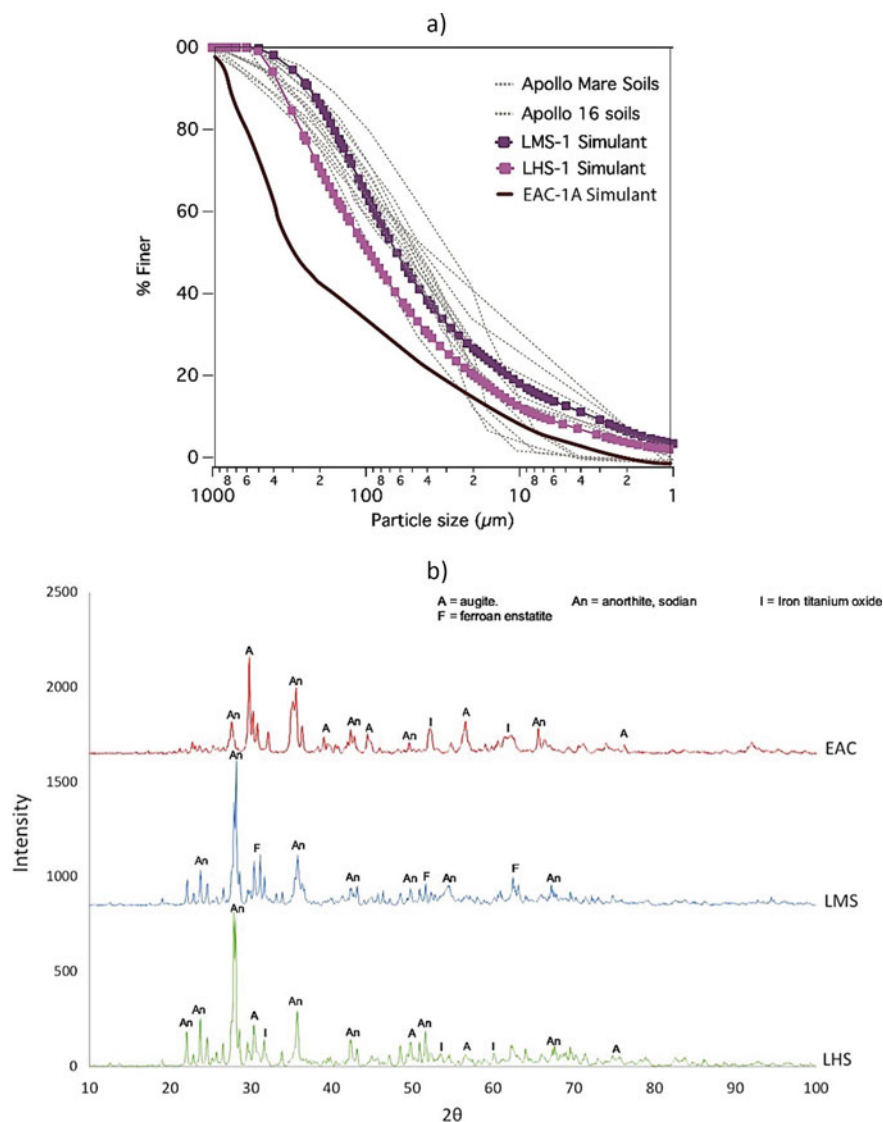 a)
00
80
60
40
20
0
% Finer
Apollo Mare Soils
Apollo 16 soils
LMS-1 Simulant
LHS-1 Simulant
EAC-1A Simulant
1000 8 6 4 2 100 8 6 4 2 10 8 6 4 2 1
Particle size (μm)
b)
2500
2000
1500
1000
500
0
Intensity
A = augite. An = anorthite, sodian I = Iron titanium oxide
F = ferroan enstatite
An A An A An A An I A I An A
EAC
An An F An An An F An F An
LMS
An An An A I An An A An I A I An A
LHS
10 20 30 40 50 60 70 80 90 100
2θ